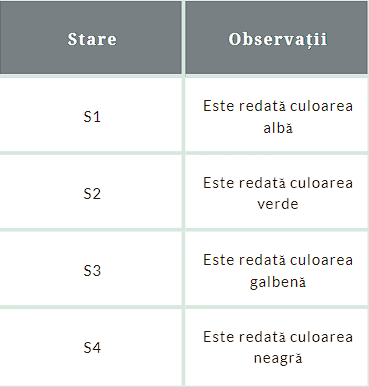 Stare
Observații
S1
Este redată culoarea
albă
S2
Este redată culoarea
verde
S3
Este redată culoarea
galbenă
S4
Este redată culoarea
neagră